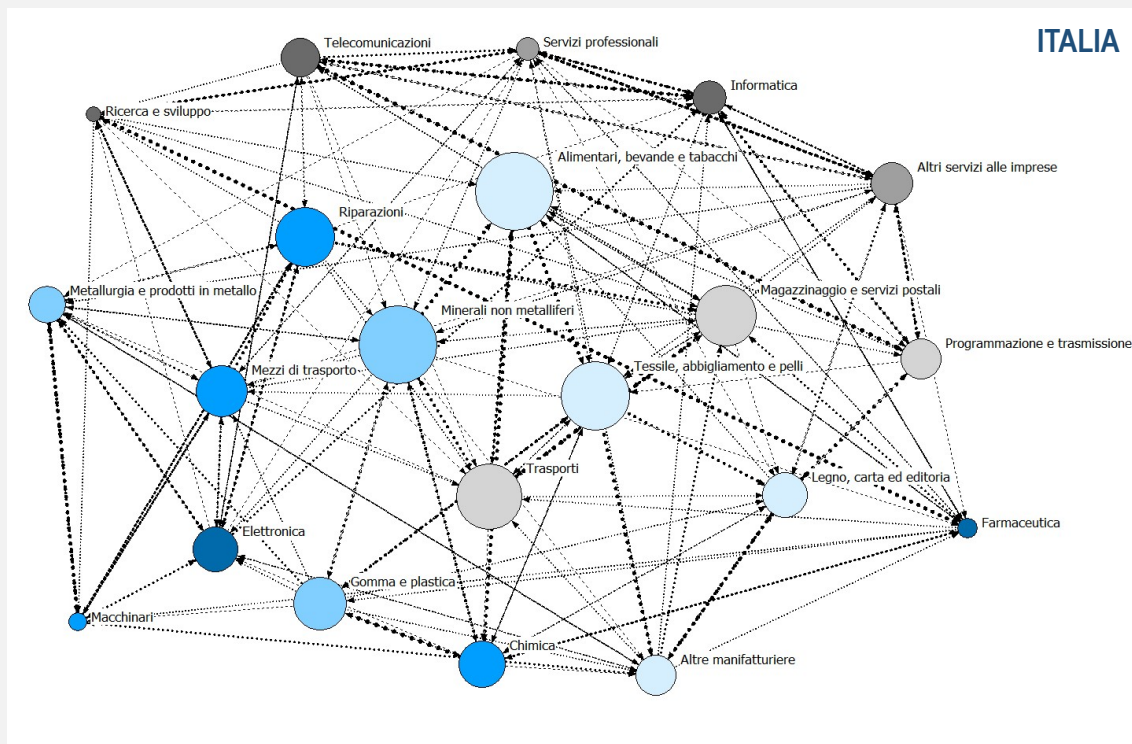 ITALIA
Telecomunicazioni
Servizi professionali
Informatica
Ricerca e sviluppo
Alimentari, bevande e tabacchi
Altri servizi alle imprese
Riparazioni
Metallurgia e prodotti in metallo
Magazzinaggio e servizi postali
Minerali non metalliferi
Programmazione e trasmissione
Mezzi di trasporto
Tessile, abbigliamento e pelli
Trasporti
Legno, carta ed editoria
Farmaceutica
Elettronica
Gomma e plastica
Macchinari
Chimica
Altre manifatturiere